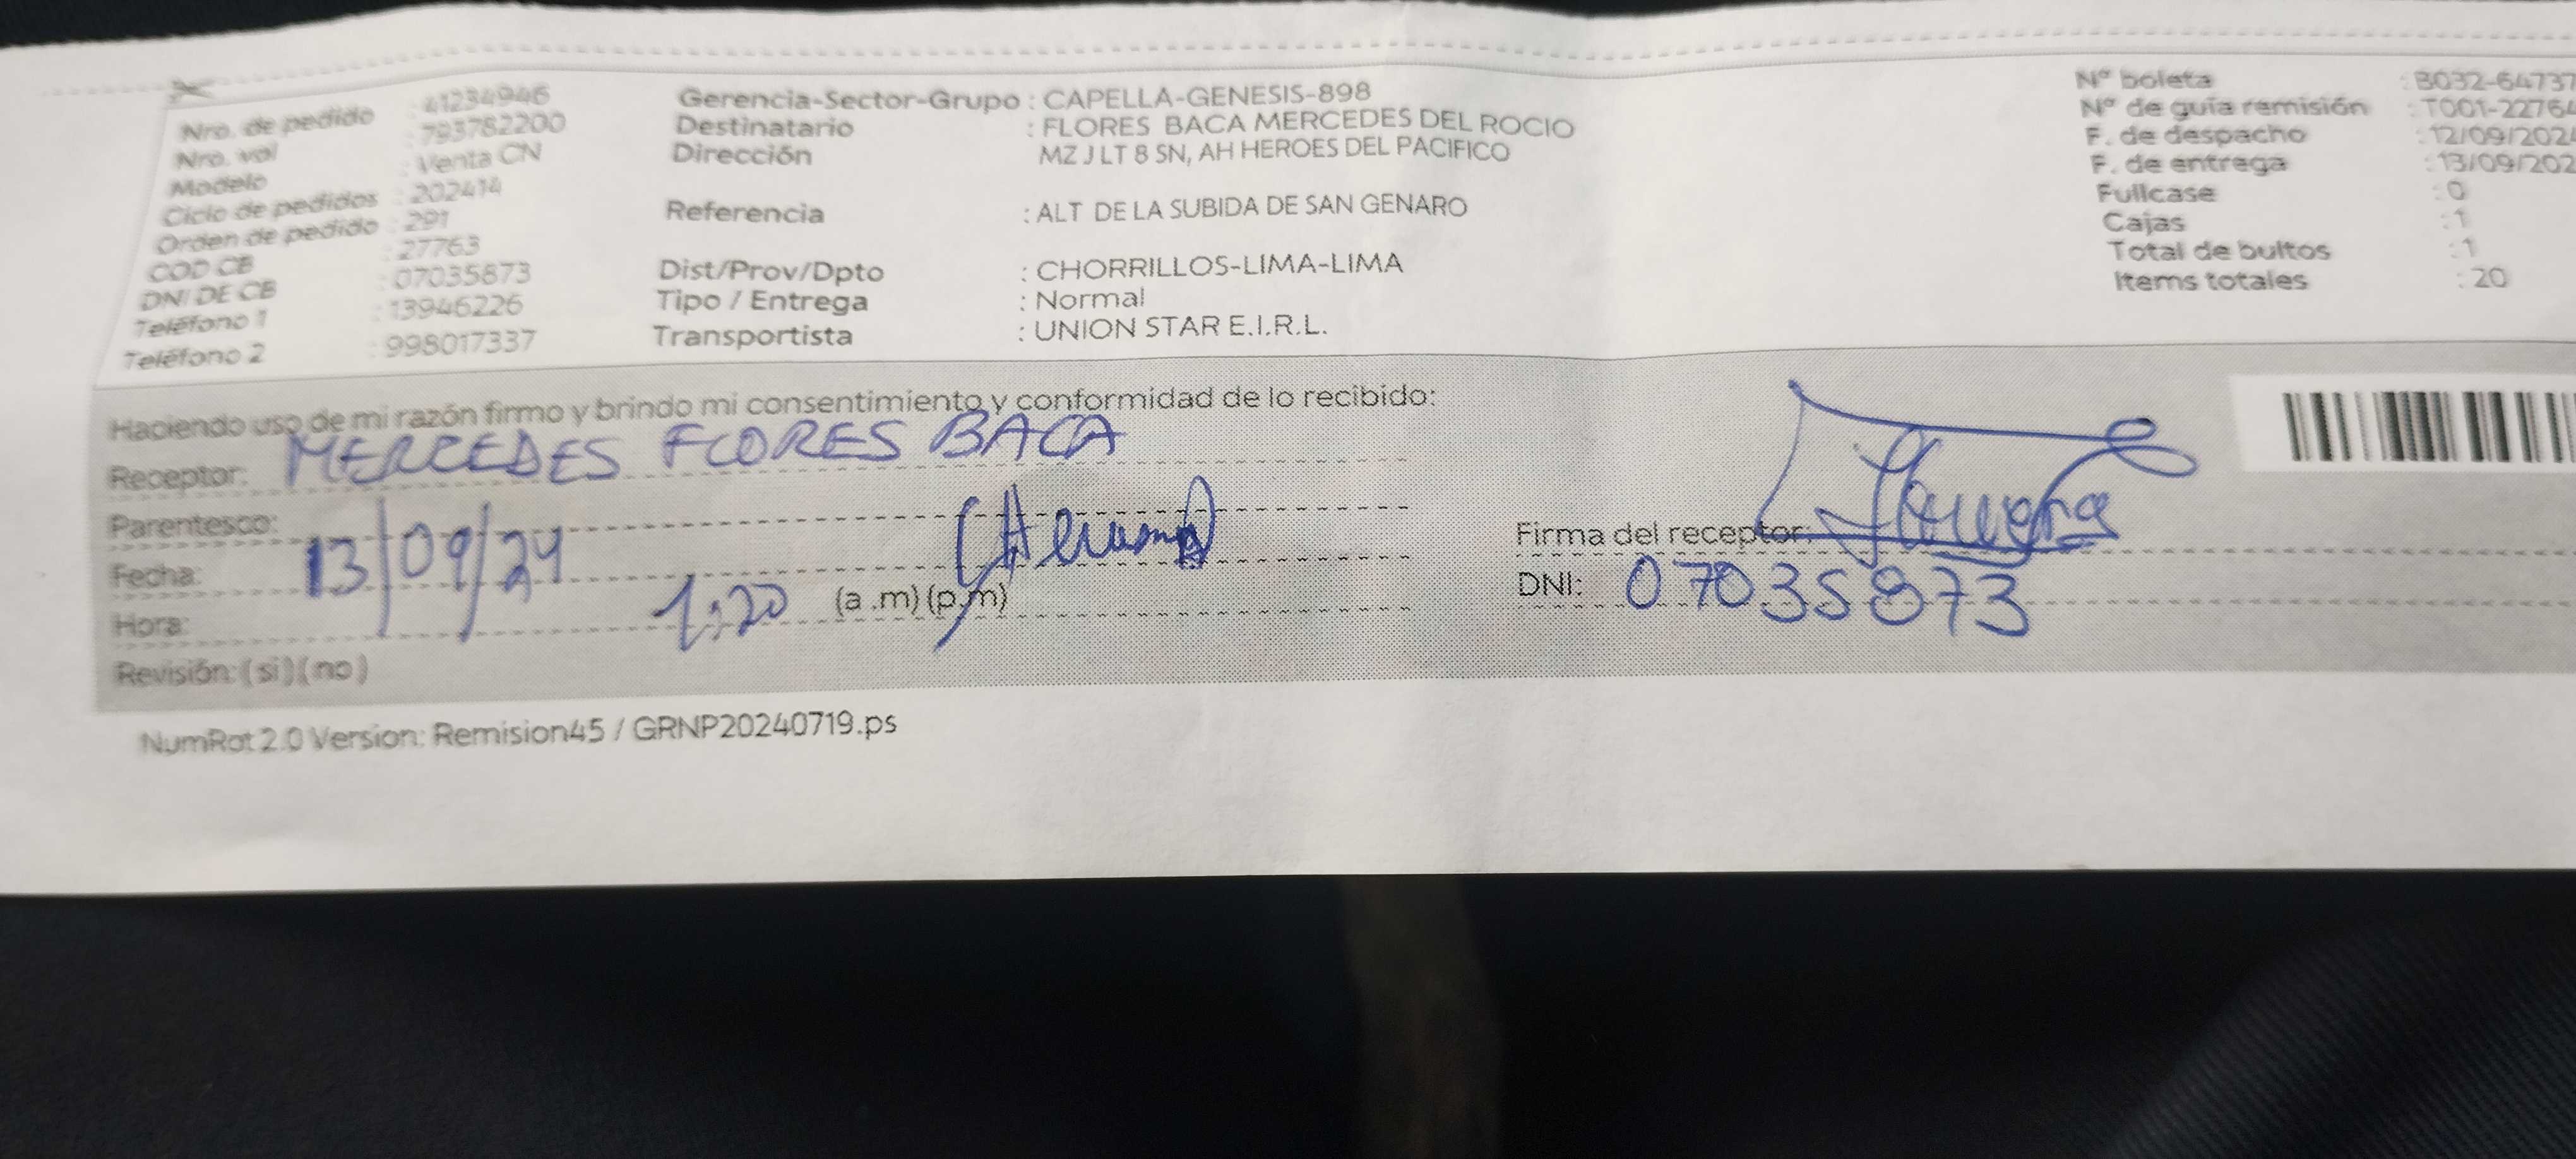 Nro. de pedido : 41234946
Nro. vol : 793782200
Modelo : Venta CN
Ciclo de pedidos : 202414
Orden de pedido : 291
COD CB : 27763
DNI DE CB : 07035873
Teléfono 1 : 13946226
Teléfono 2 : 998017337
Gerencia-Sector-Grupo : CAPELLA-GENESIS-898
Destinatario : FLORES BACA MERCEDES DEL ROCIO
Dirección MZ J LT 8 SN, AH HEROES DEL PACIFICO
Referencia : ALT DE LA SUBIDA DE SAN GENARO
Dist/Prov/Dpto : CHORRILLOS-LIMA-LIMA
Tipo / Entrega : Normal
Transportista : UNION STAR E.I.R.L.
Nº boleta : B032-64737
Nº de guía remisión : T001-22764
F. de despacho : 12/09/202
F. de entrega : 13/09/202
Fullcase : 0
Cajas : 1
Total de bultos : 1
Items totales : 20
Haciendo uso de mi razón firmo y brindo mi consentimiento y conformidad de lo recibido:
Receptor: MERCEDES FLORES BACA
Parentesco:
Fecha: 13/09/24
Hora: 1:20 (a .m) (p.m)
Revisión: (si) (no)
Firma del receptor:
DNI: 07035873
NumRot 2.0 Version: Remision45 / GRNP20240719.ps